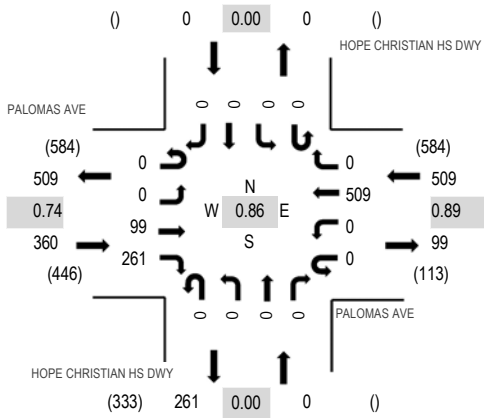 () 0 0.00 0 ()
HOPE CHRISTIAN HS DWY
PALOMAS AVE
0 0 0 0
(584) 0 0 (584)
509 0 N 509 509
0.74 W 0.86 E 0.89
360 99 S 0 99
(446) 261 0 (113)
0 0 0 0
PALOMAS AVE
HOPE CHRISTIAN HS DWY
(333) 261 0.00 0 ()